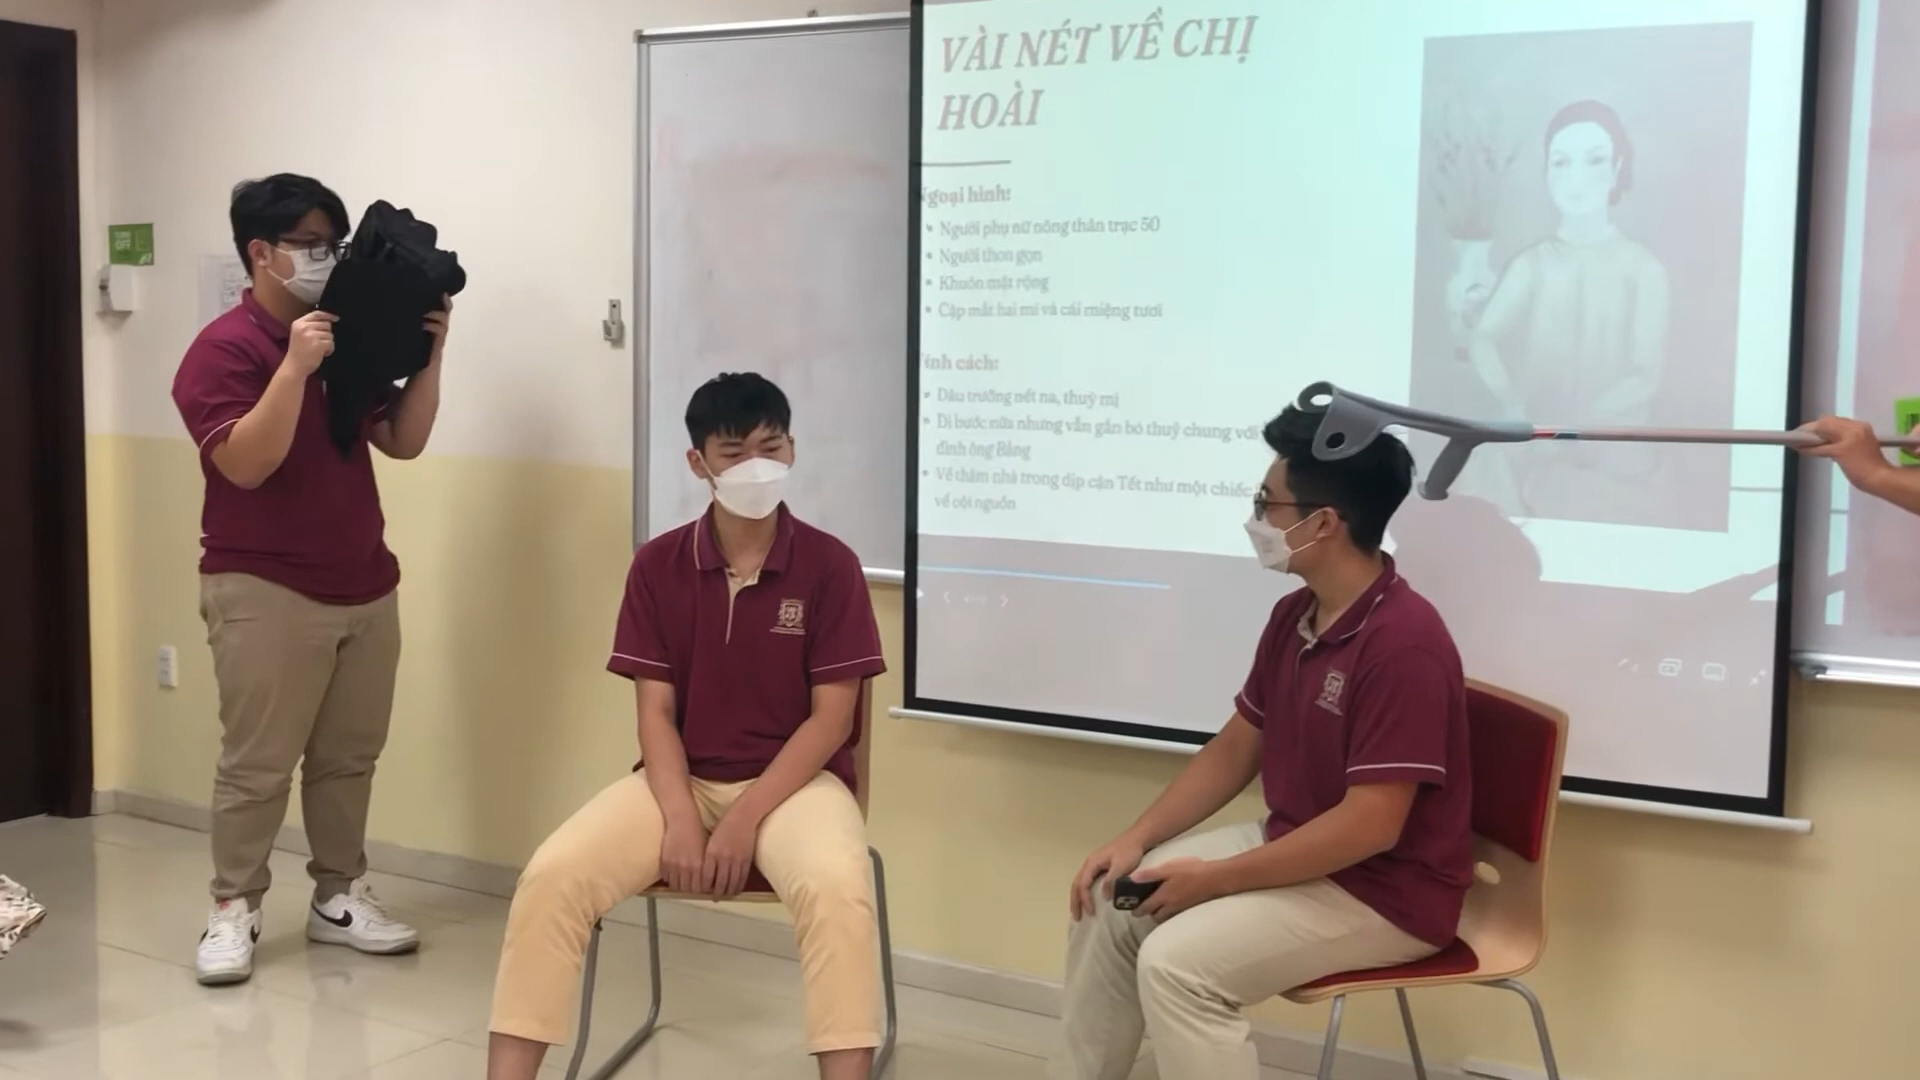 VÀI NÉT VỀ CHỊ
HOÀI
Ngoại hình:
Người phụ nữ nông thôn trạc 50
Người thon gọn
Khuôn mặt rộng
Cặp mắt hai mí và cái miệng tươi
Tính cách:
Dâu trưởng nết na, thuỳ mị
Đi bước nữa nhưng vẫn gắn bó thuỷ chung với
đình ông Bằng
Về thăm nhà trong dịp cận Tết như một chiếc
về cội nguồn
OFF